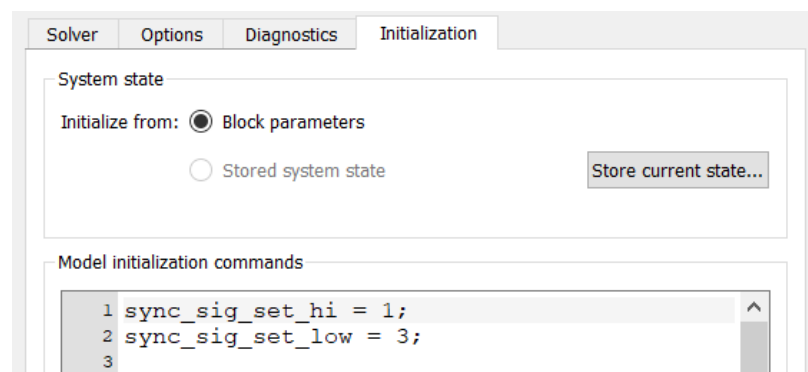 Solver Options Diagnostics Initialization
System state
Initialize from: Block parameters
Stored system state Store current state...
Model initialization commands
1 sync_sig_set_hi = 1;
2 sync_sig_set_low = 3;
3